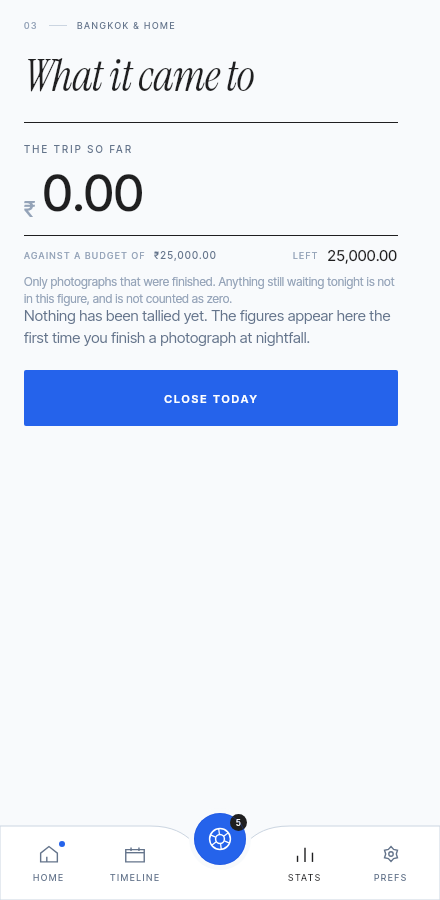 03 BANGKOK & HOME
What it came to
THE TRIP SO FAR
₹ 0.00
AGAINST A BUDGET OF ₹25,000.00 LEFT 25,000.00
Only photographs that were finished. Anything still waiting tonight is not
in this figure, and is not counted as zero.
Nothing has been tallied yet. The figures appear here the
first time you finish a photograph at nightfall.
CLOSE TODAY
5
HOME TIMELINE STATS PREFS